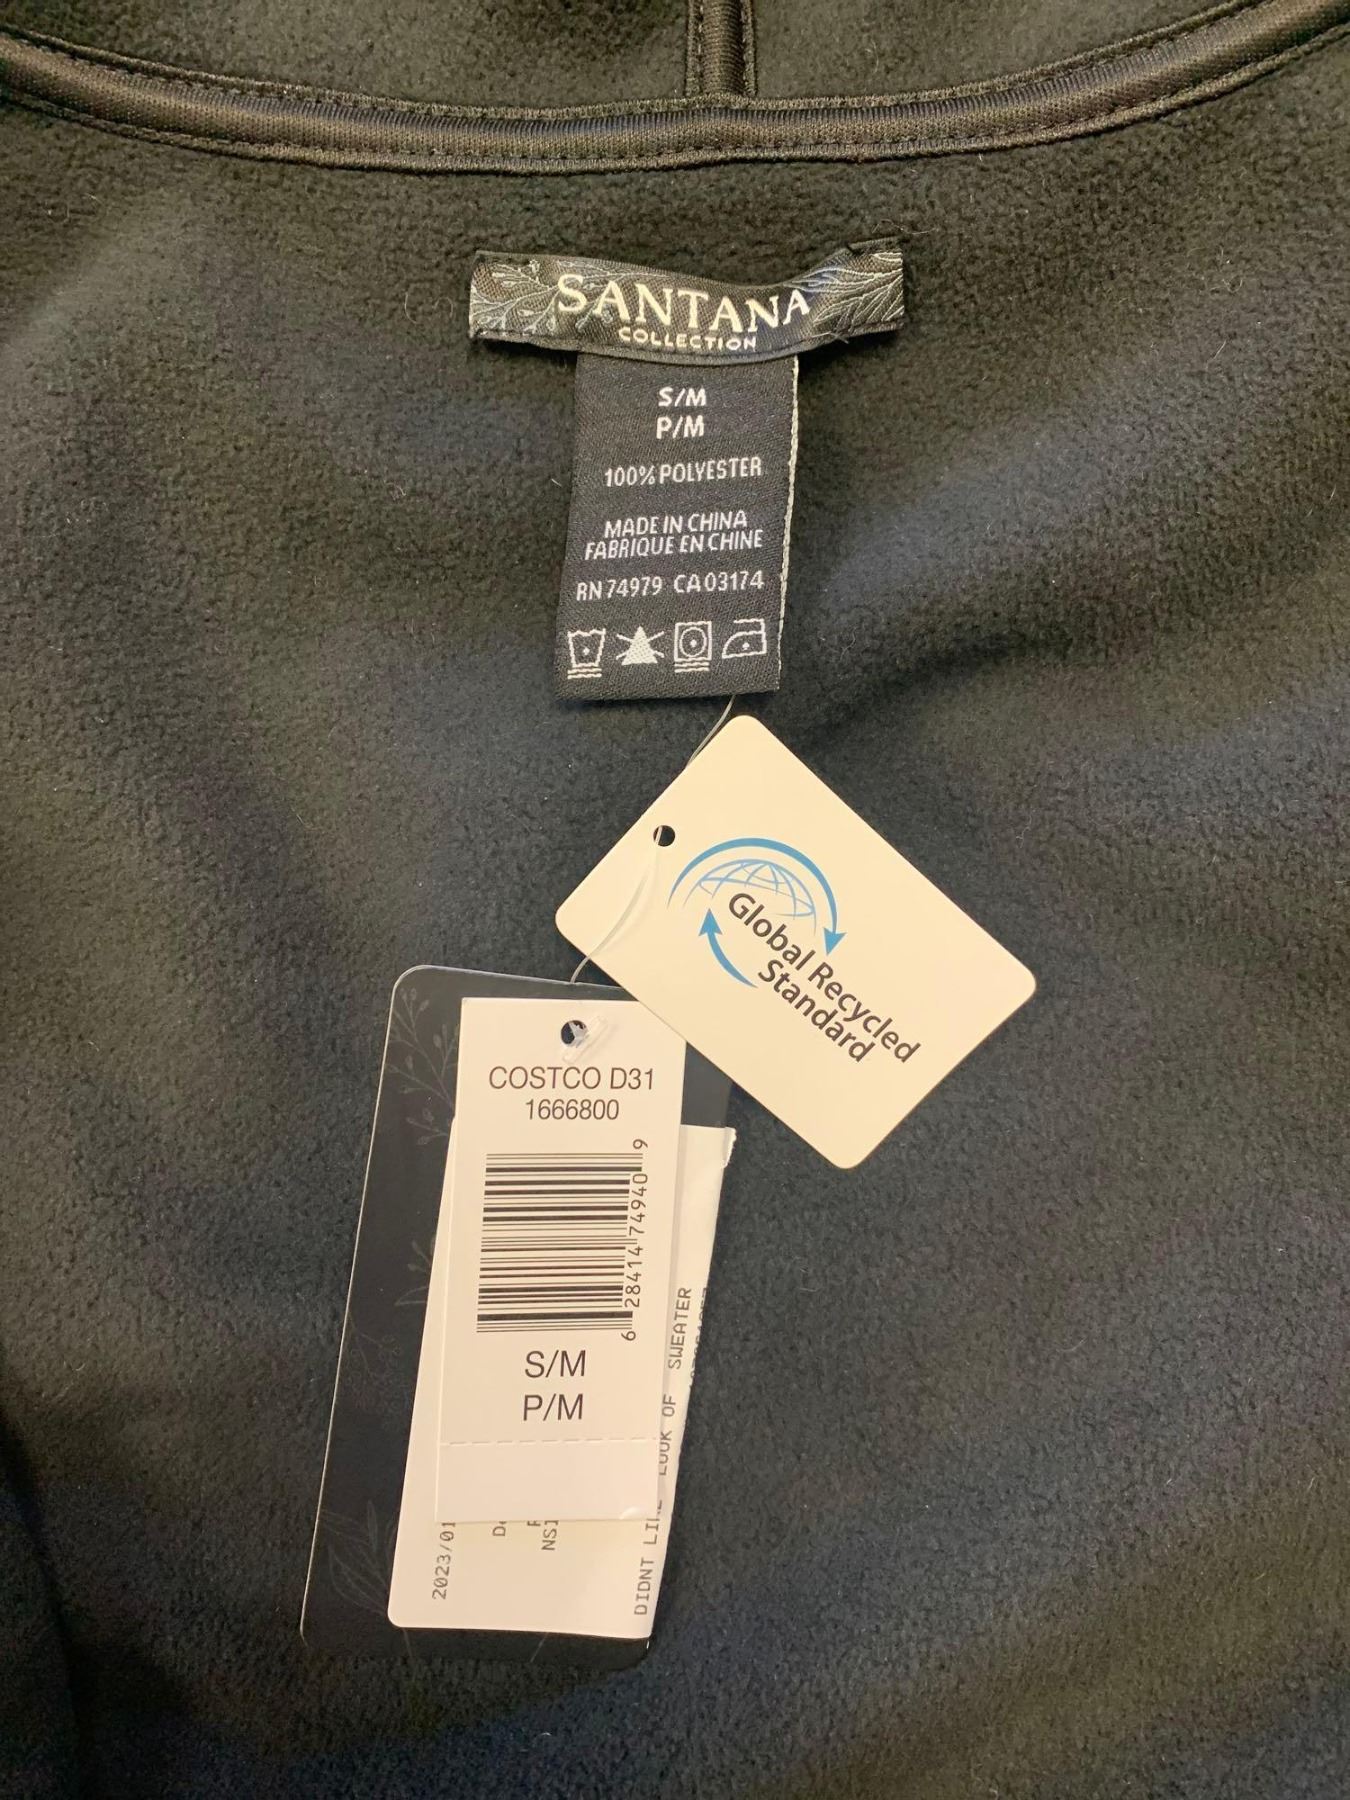 SANTANA
COLLECTION
S/M
P/M
100% POLYESTER
MADE IN CHINA
FABRIQUE EN CHINE
RN 74979 CA 03174
Global Recycled
Standard
COSTCO D31
1666800
6 28414 74940 9
S/M
P/M
2023/01
DIDNT LIKE LOOK OF SWEATER